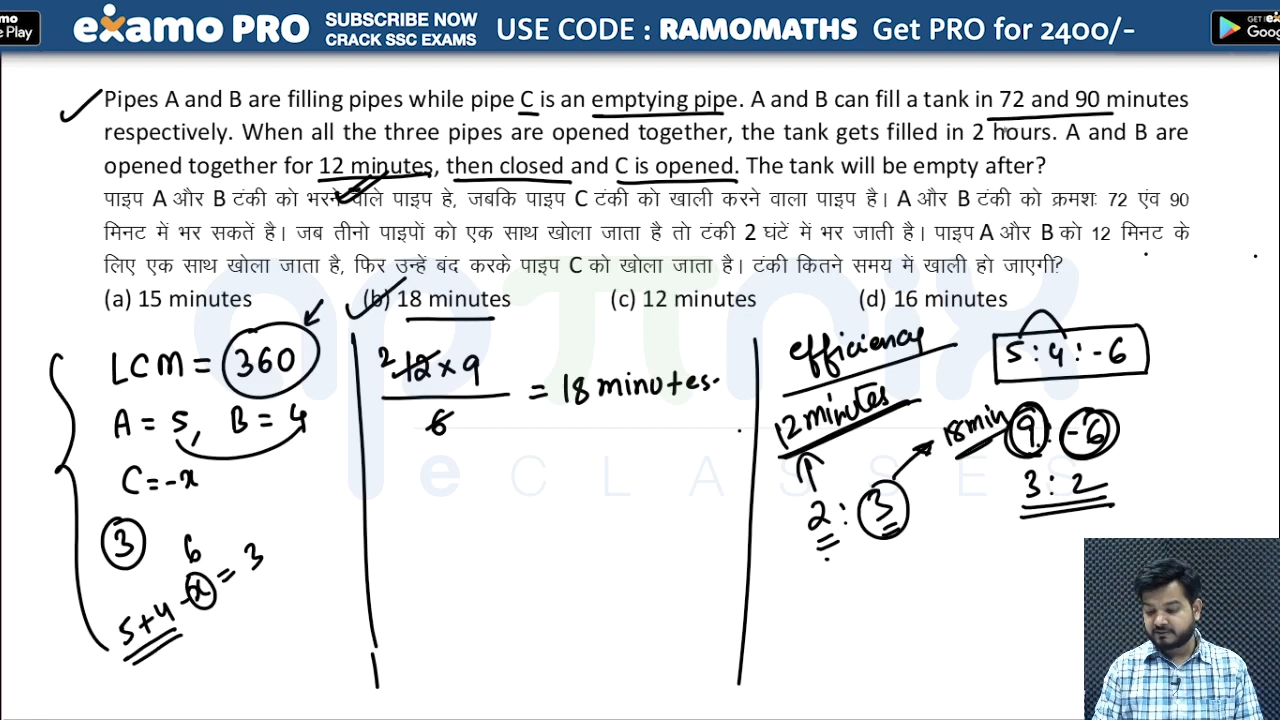 e Play
examo PRO
SUBSCRIBE NOW
CRACK SSC EXAMS
USE CODE : RAMOMATHS Get PRO for 2400/-
GET I
Goog
Pipes A and B are filling pipes while pipe C is an emptying pipe. A and B can fill a tank in 72 and 90 minutes
respectively. When all the three pipes are opened together, the tank gets filled in 2 hours. A and B are
opened together for 12 minutes, then closed and C is opened. The tank will be empty after?
पाइप A और B टंकी को भरने वाले पाइप है, जबकि पाइप C टंकी को खाली करने वाला पाइप है। A और B टंकी को क्रमशः 72 एंव 90
मिनट में भर सकतें है। जब तीनो पाइपों को एक साथ खोला जाता है तो टंकी 2 घंटें में भर जाती है। पाइप A और B को 12 मिनट के
लिए एक साथ खोला जाता है, फिर उन्हें बंद करके पाइप C को खोला जाता है। टंकी कितने समय में खाली हो जाएगी?
(a) 15 minutes (b) 18 minutes (c) 12 minutes (d) 16 minutes
LCM = 360
A = 5, B = 4
C = -x
3
6
5+4-x = 3
2
12 x 9
6
= 18 minutes.
efficiency
5 : 4 : -6
12 minutes
18 min
9 : -6
3 : 2
2 : 3
eCLASSES